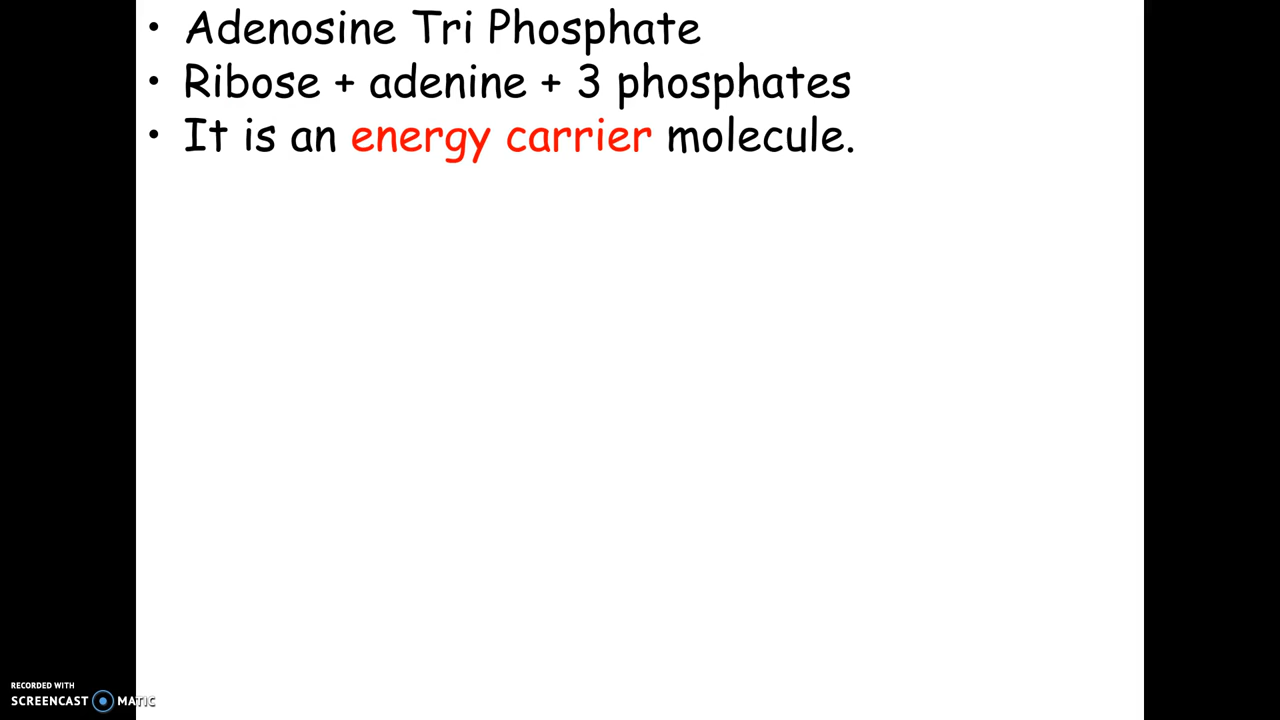 • Adenosine Tri Phosphate
• Ribose + adenine + 3 phosphates
• It is an energy carrier molecule.
RECORDED WITH
SCREENCAST MATIC